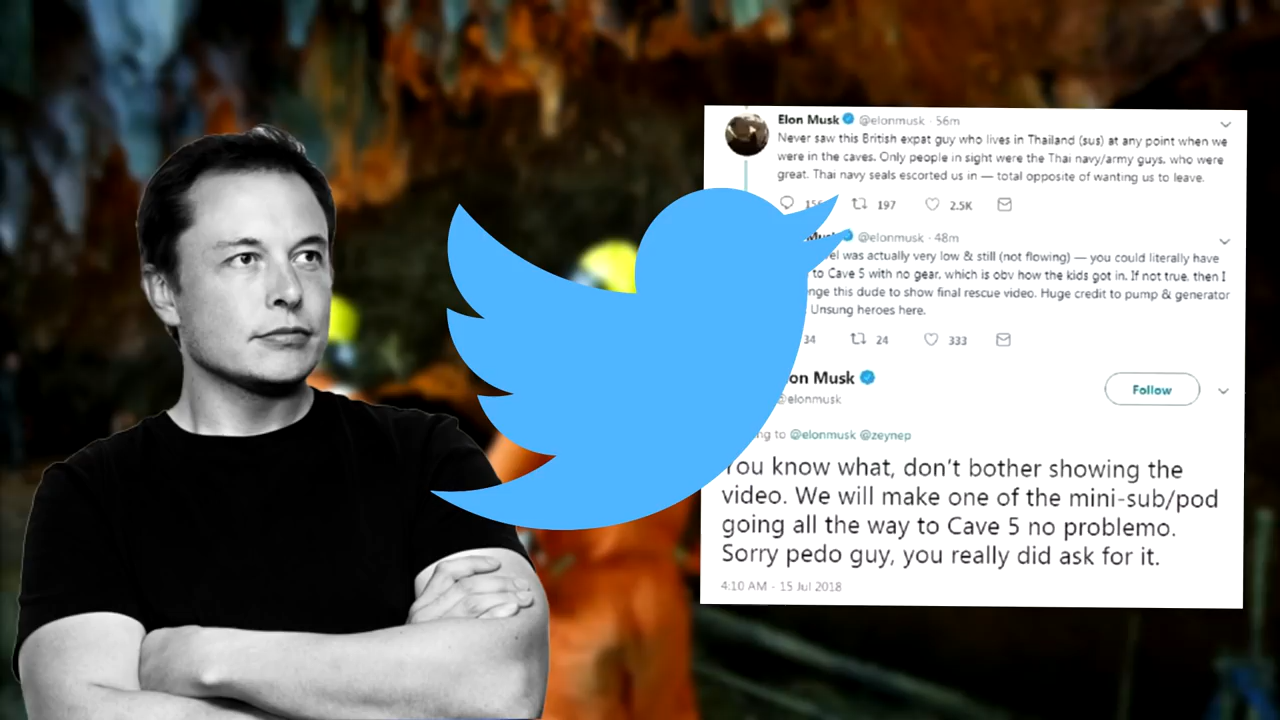 Elon Musk @elonmusk · 56m
Never saw this British expat guy who lives in Thailand (sus) at any point when we
were in the caves. Only people in sight were the Thai navy/army guys, who were
great. Thai navy seals escorted us in — total opposite of wanting us to leave.
197 2.5K
Musk @elonmusk · 48m
was actually very low & still (not flowing) — you could literally have
to Cave 5 with no gear, which is obv how the kids got in. If not true, then I
this dude to show final rescue video. Huge credit to pump & generator
Unsung heroes here.
34 24 333
on Musk
@elonmusk
Follow
to @elonmusk @zeynep
You know what, don't bother showing the
video. We will make one of the mini-sub/pod
going all the way to Cave 5 no problemo.
Sorry pedo guy, you really did ask for it.
4:10 AM - 15 Jul 2018